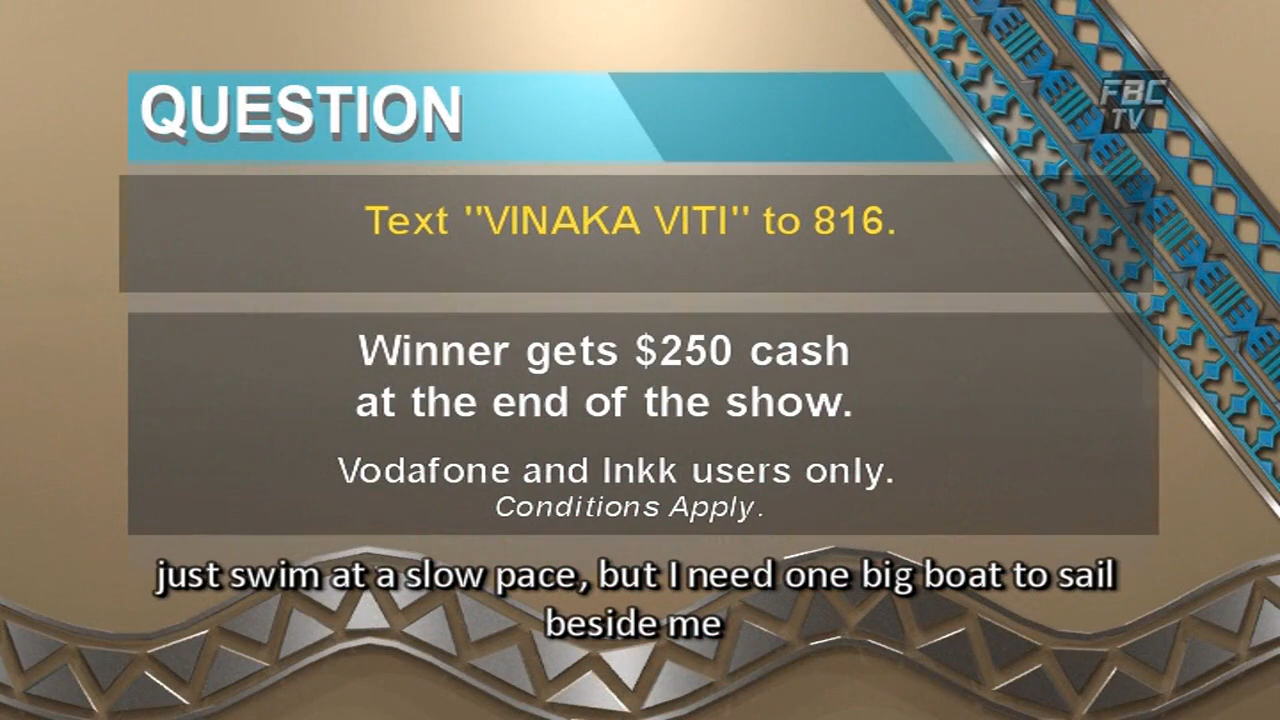 QUESTION
FBC
TV
Text "VINAKA VITI" to 816.
Winner gets $250 cash
at the end of the show.
Vodafone and Inkk users only.
Conditions Apply.
just swim at a slow pace, but I need one big boat to sail
beside me